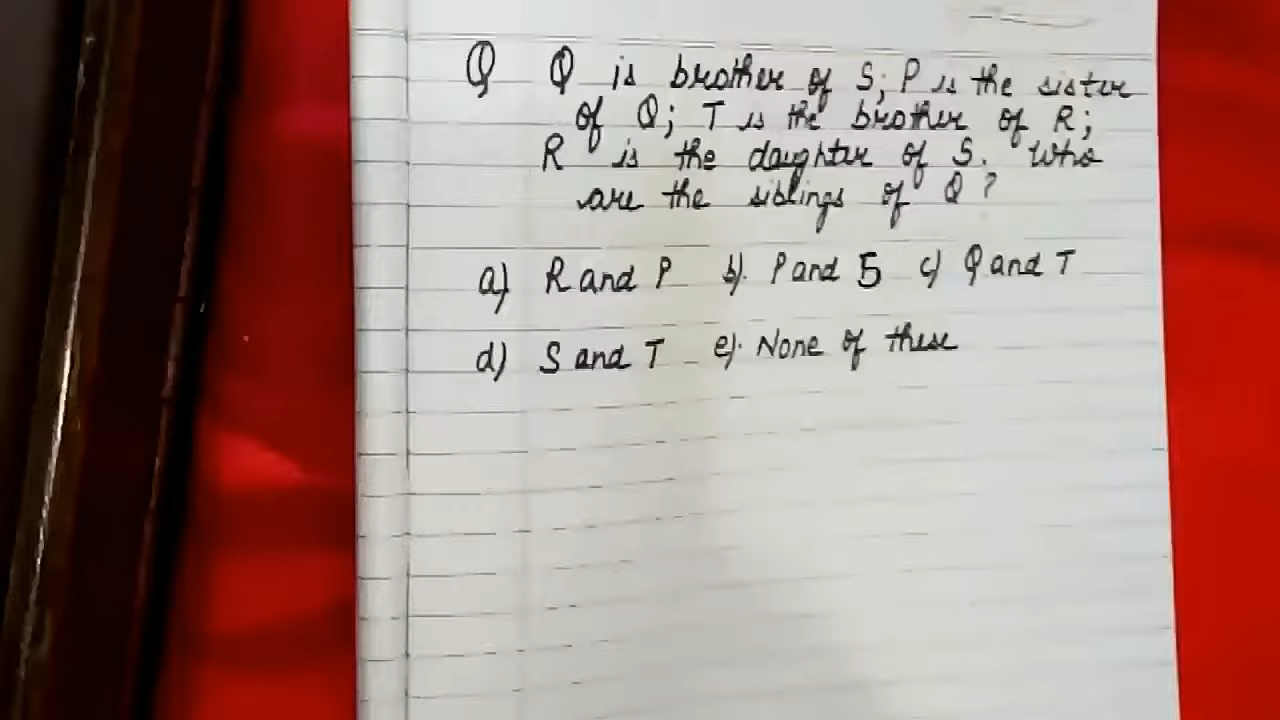 Q Q is brother of S; P is the sister
of Q; T is the brother of R;
R is the daughter of S. Who
are the siblings of Q?
a) R and P b). P and 5 c) Q and T
d) S and T e). None of these